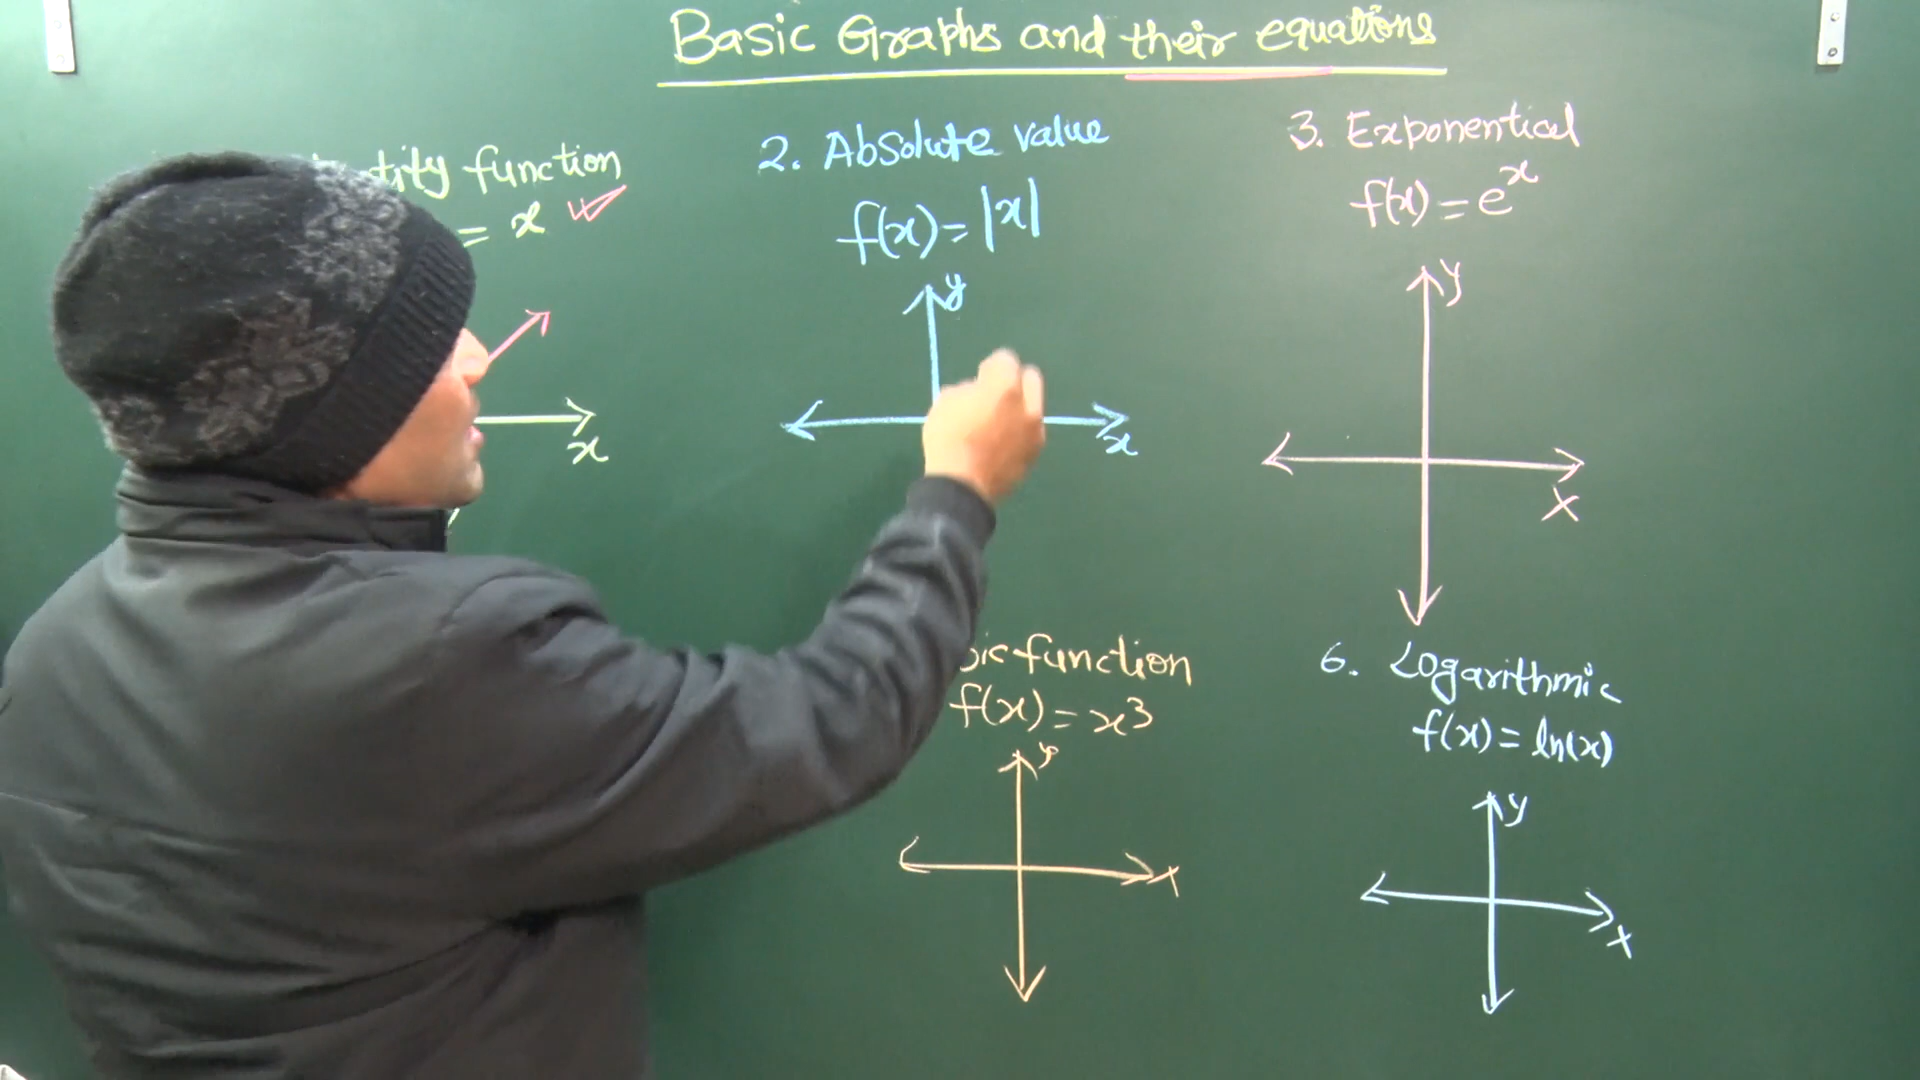 Basic Graphs and their equations
function
= x
x
2. Absolute value
f(x) = |x|
y
x
3. Exponential
f(x) = e^x
y
x
function
f(x) = x³
y
x
6. Logarithmic
f(x) = ln(x)
y
x